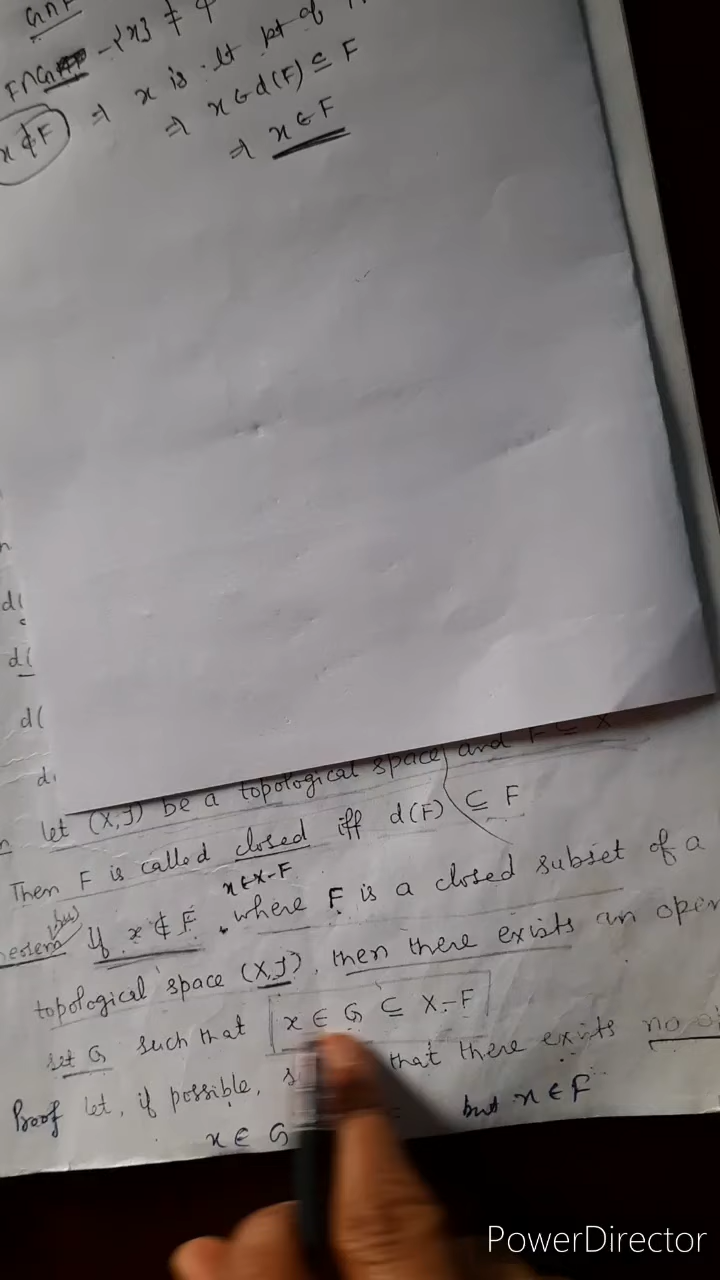 G∩F
F∩G -{x} ≠ φ
x∉F ⇒ x is lt pt of
⇒ x∈d(F) ⊆ F
⇒ x∈F
d(
d(
d(
let (X,J) be a topological space and F ⊆ X
Then F is called closed iff d(F) ⊆ F
x∈X-F
If x ∉ F, where F is a closed subset of a
topological space (X,J), then there exists an open
set G such that x ∈ G ⊆ X-F
Proof let, if possible, that there exists no
x ∈ G but x ∈ F
PowerDirector